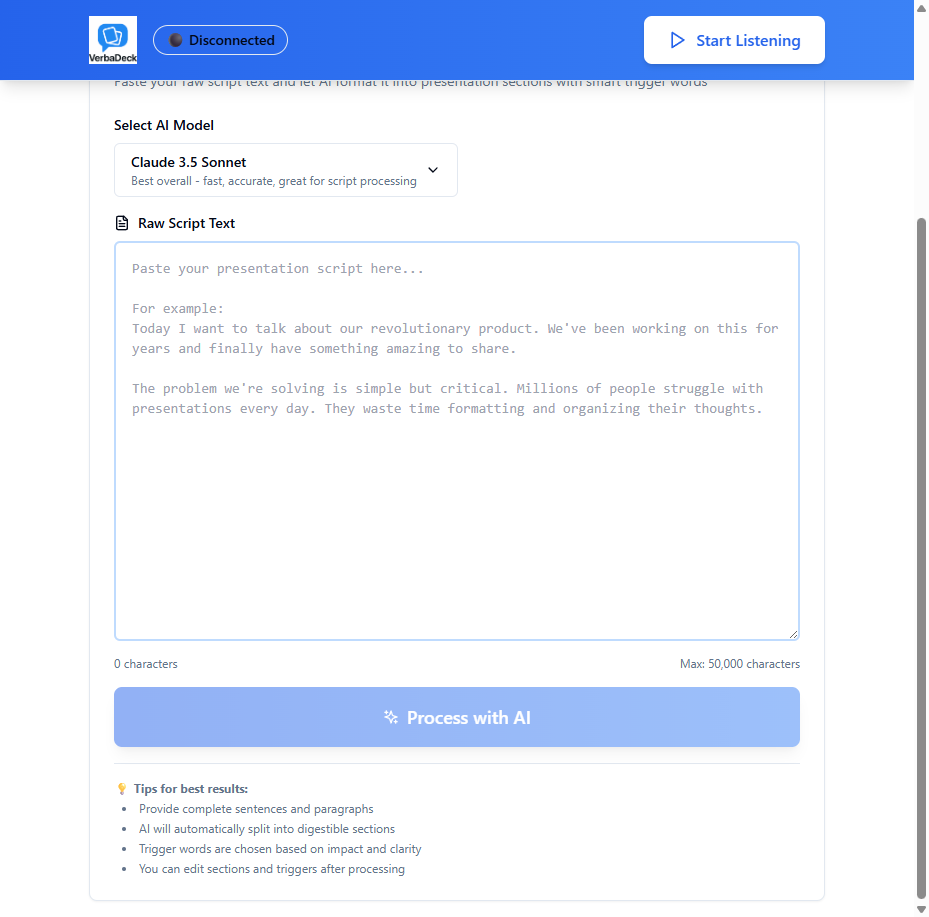 VerbaDeck
Disconnected
Start Listening
Paste your raw script text and let AI format it into presentation sections with smart trigger words
Select AI Model
Claude 3.5 Sonnet
Best overall - fast, accurate, great for script processing
Raw Script Text
Paste your presentation script here...
For example:
Today I want to talk about our revolutionary product. We've been working on this for
years and finally have something amazing to share.
The problem we're solving is simple but critical. Millions of people struggle with
presentations every day. They waste time formatting and organizing their thoughts.
0 characters
Max: 50,000 characters
Process with AI
Tips for best results:
Provide complete sentences and paragraphs
AI will automatically split into digestible sections
Trigger words are chosen based on impact and clarity
You can edit sections and triggers after processing